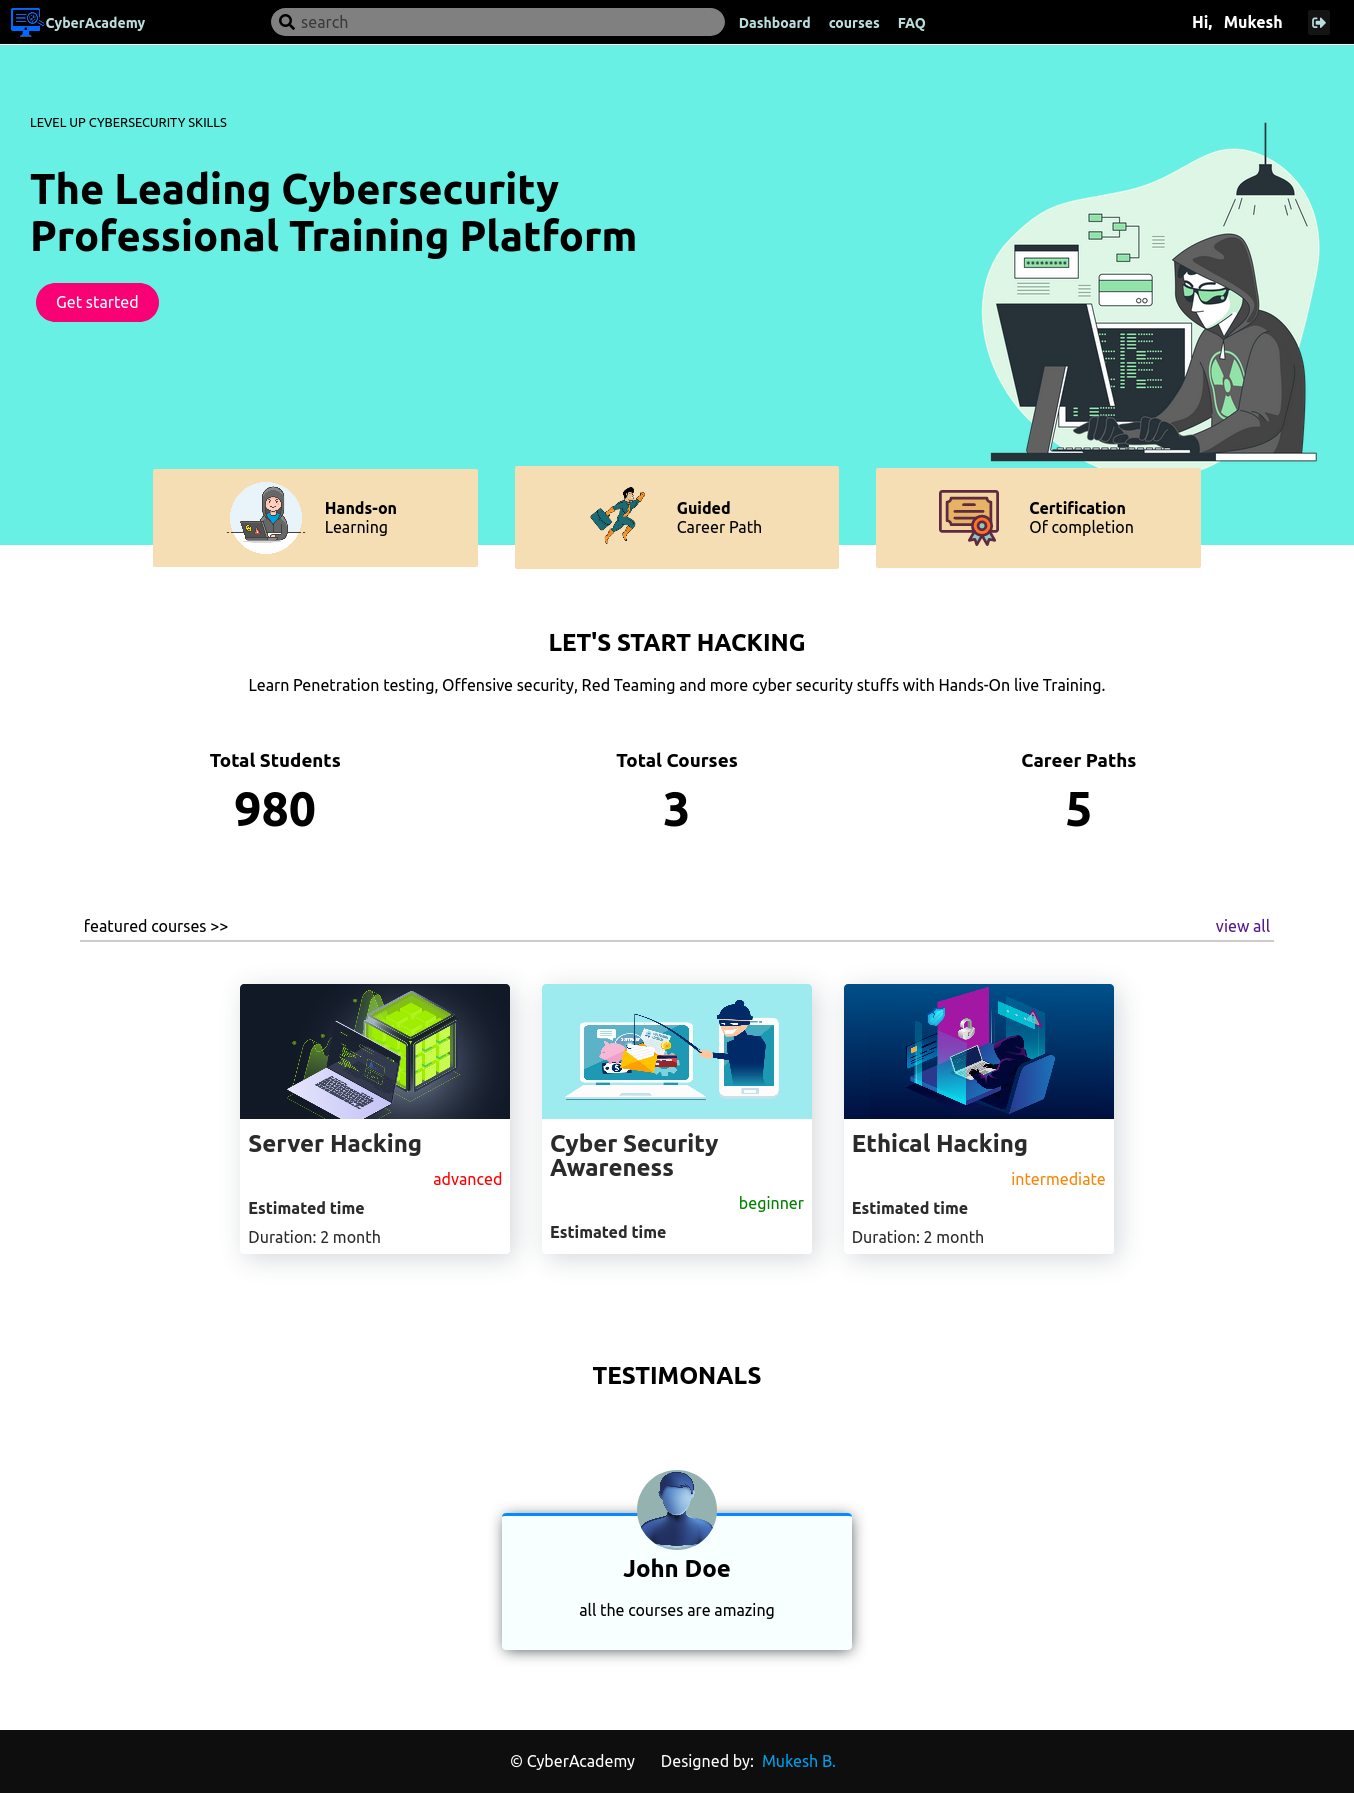 CyberAcademy
search
Dashboard courses FAQ
Hi, Mukesh
LEVEL UP CYBERSECURITY SKILLS
The Leading Cybersecurity
Professional Training Platform
Get started
Hands-on
Learning
Guided
Career Path
Certification
Of completion
LET'S START HACKING
Learn Penetration testing, Offensive security, Red Teaming and more cyber security stuffs with Hands-On live Training.
Total Students
980
Total Courses
3
Career Paths
5
featured courses >>
view all
Server Hacking
advanced
Estimated time
Duration: 2 month
Cyber Security
Awareness
beginner
Estimated time
Ethical Hacking
intermediate
Estimated time
Duration: 2 month
TESTIMONALS
John Doe
all the courses are amazing
© CyberAcademy Designed by: Mukesh B.